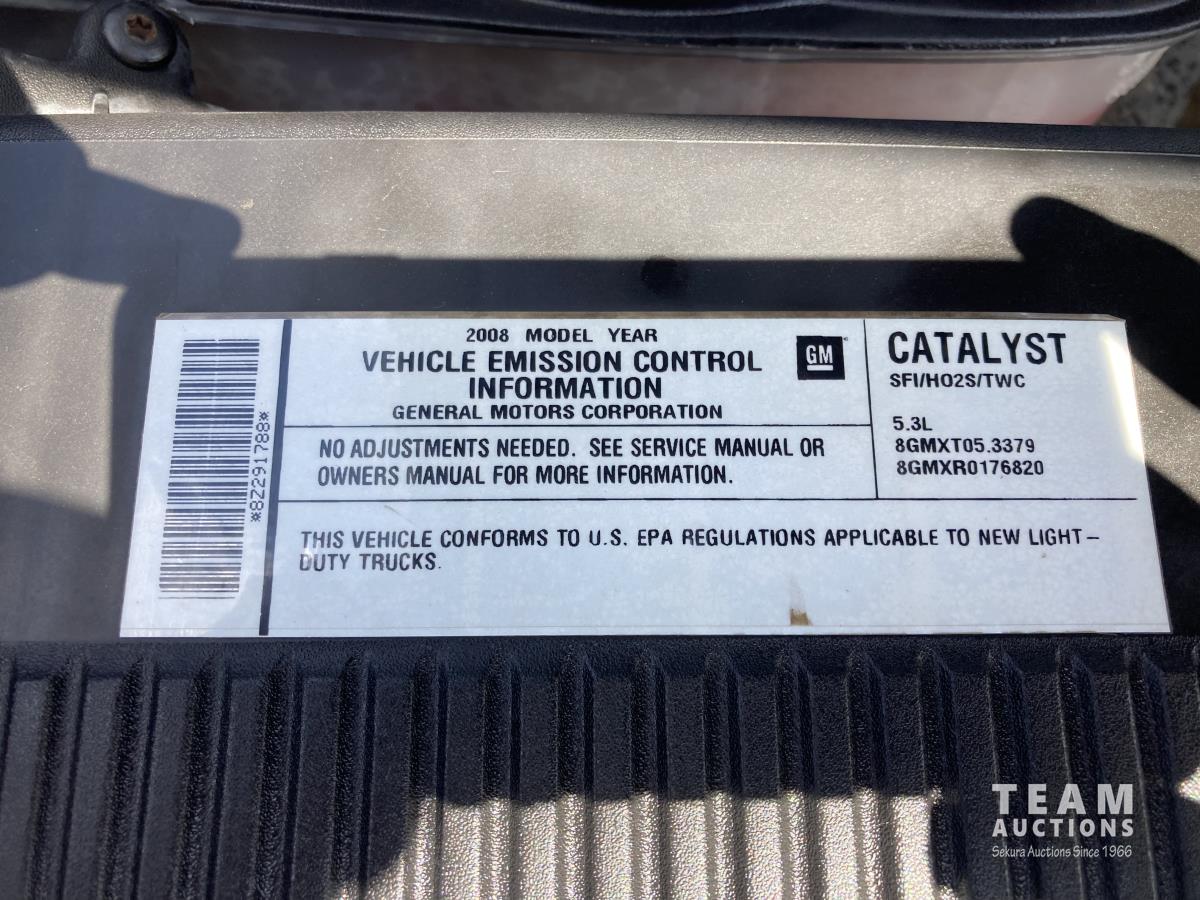 *8Z291788*
2008 MODEL YEAR
VEHICLE EMISSION CONTROL
INFORMATION
GENERAL MOTORS CORPORATION
GM
NO ADJUSTMENTS NEEDED. SEE SERVICE MANUAL OR
OWNERS MANUAL FOR MORE INFORMATION.
CATALYST
SFI/HO2S/TWC
5.3L
8GMXT05.3379
8GMXR0176820
THIS VEHICLE CONFORMS TO U.S. EPA REGULATIONS APPLICABLE TO NEW LIGHT-
DUTY TRUCKS.
TEAM
AUCTIONS
Sekura Auctions Since 1966